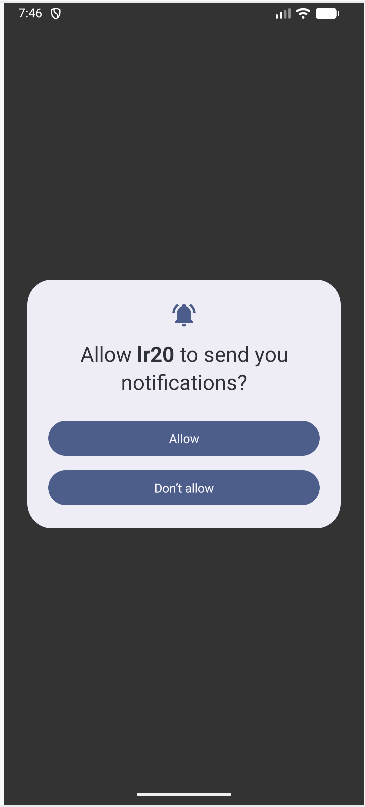 7:46
Allow lr20 to send you
notifications?
Allow
Don't allow